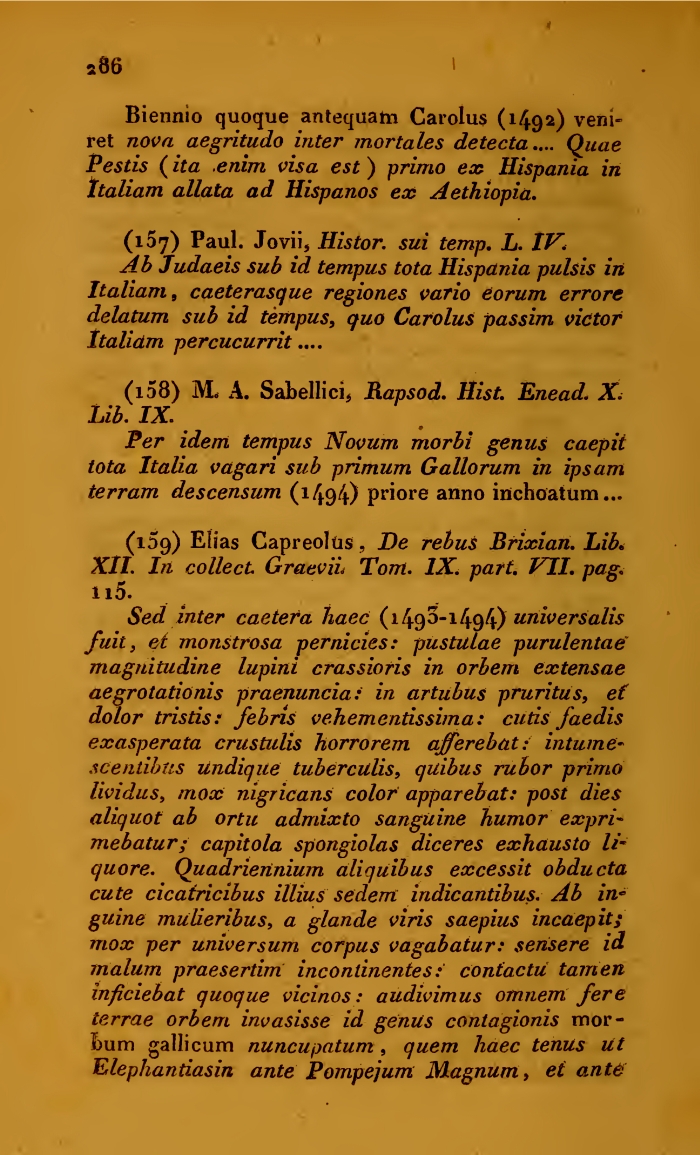 286
Biennio quoque antequam Carolus (1492) veni-
ret nova aegritudo inter mortales detecta.... Quae
Pestis (ita enim visa est) primo ex Hispania in
Italiam allata ad Hispanos ex Aethiopia.
(157) Paul. Jovii, Histor. sui temp. L. IV.
Ab Judaeis sub id tempus tota Hispania pulsis in
Italiam, caeterasque regiones vario eorum errore
delatum sub id tempus, quo Carolus passim victor
Italiam percucurrit....
(158) M. A. Sabellici, Rapsod. Hist. Enead. X.
Lib. IX.
Per idem tempus Novum morbi genus caepit
tota Italia vagari sub primum Gallorum in ipsam
terram descensum (1494) priore anno inchoatum...
(159) Elias Capreolus, De rebus Brixian. Lib.
XII. In collect. Graevii. Tom. IX. part. VII. pag.
115.
Sed inter caetera haec (1493-1494) universalis
fuit, et monstrosa pernicies: pustulae purulentae
magnitudine lupini crassioris in orbem extensae
aegrotationis praenuncia: in artubus pruritus, et
dolor tristis: febris vehementissima: cutis faedis
exasperata crustulis horrorem afferebat: intume-
scentibus undique tuberculis, quibus rubor primo
lividus, mox nigricans color apparebat: post dies
aliquot ab ortu admixto sanguine humor expri-
mebatur; capitola spongiolas diceres exhausto li-
quore. Quadriennium aliquibus excessit obducta
cute cicatricibus illius sedem indicantibus. Ab in-
guine mulieribus, a glande viris saepius incaepit;
mox per universum corpus vagabatur: sensere id
malum praesertim incontinentes: contactu tamen
inficiebat quoque vicinos: audivimus omnem fere
terrae orbem invasisse id genus contagionis mor-
bum gallicum nuncupatum, quem haec tenus ut
Elephantiasin ante Pompejum Magnum, et ante